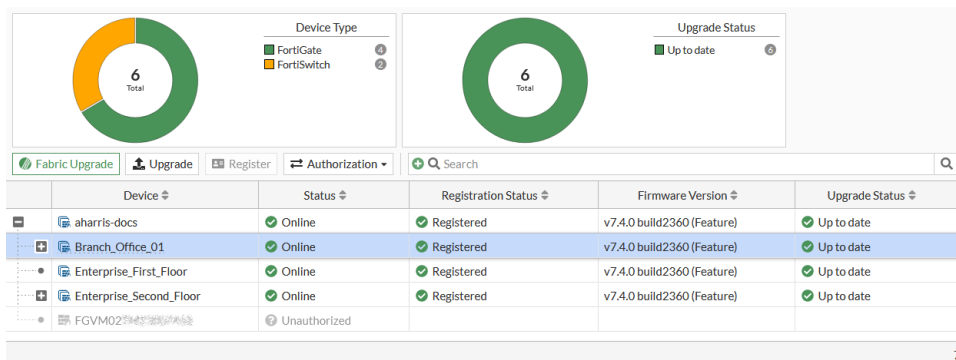 Device Type
FortiGate 4
FortiSwitch 2
6
Total
Upgrade Status
Up to date 6
6
Total
Fabric Upgrade Upgrade Register Authorization Search
Device Status Registration Status Firmware Version Upgrade Status
aharris-docs Online Registered v7.4.0 build2360 (Feature) Up to date
Branch_Office_01 Online Registered v7.4.0 build2360 (Feature) Up to date
Enterprise_First_Floor Online Registered v7.4.0 build2360 (Feature) Up to date
Enterprise_Second_Floor Online Registered v7.4.0 build2360 (Feature) Up to date
FGVM02 Unauthorized